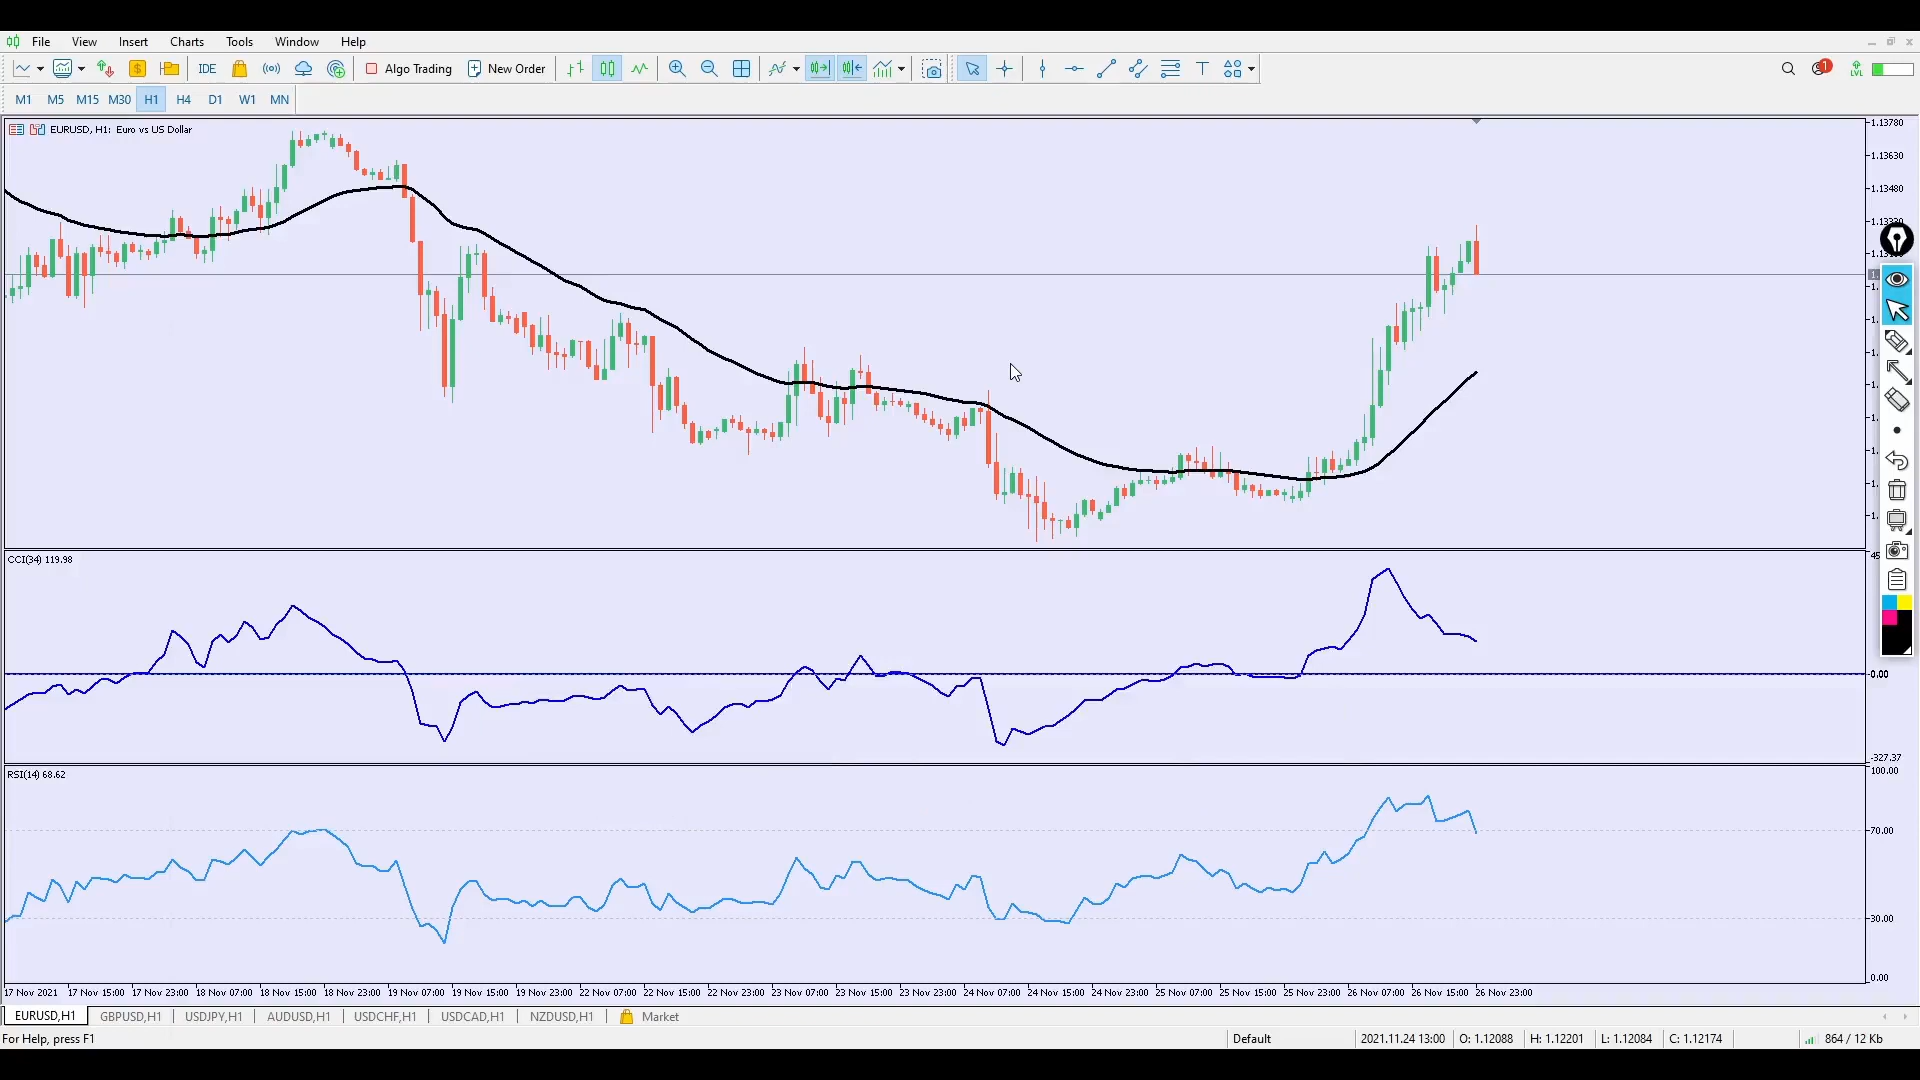 File View Insert Charts Tools Window Help
IDE Algo Trading New Order 1 LVL
M1 M5 M15 M30 H1 H4 D1 W1 MN
EURUSD, H1: Euro vs US Dollar
1.13780
1.13630
1.13480
1.13330
CCI(34) 119.98
0.00
-327.37
RSI(14) 68.62
100.00
70.00
30.00
0.00
17 Nov 2021 17 Nov 15:00 17 Nov 23:00 18 Nov 07:00 18 Nov 15:00 18 Nov 23:00 19 Nov 07:00 19 Nov 15:00 19 Nov 23:00 22 Nov 07:00 22 Nov 15:00 22 Nov 23:00 23 Nov 07:00 23 Nov 15:00 23 Nov 23:00 24 Nov 07:00 24 Nov 15:00 24 Nov 23:00 25 Nov 07:00 25 Nov 15:00 25 Nov 23:00 26 Nov 07:00 26 Nov 15:00 26 Nov 23:00
EURUSD,H1 GBPUSD,H1 USDJPY,H1 AUDUSD,H1 USDCHF,H1 USDCAD,H1 NZDUSD,H1 Market
For Help, press F1 Default 2021.11.24 13:00 O: 1.12088 H: 1.12201 L: 1.12084 C: 1.12174 864 / 12 Kb